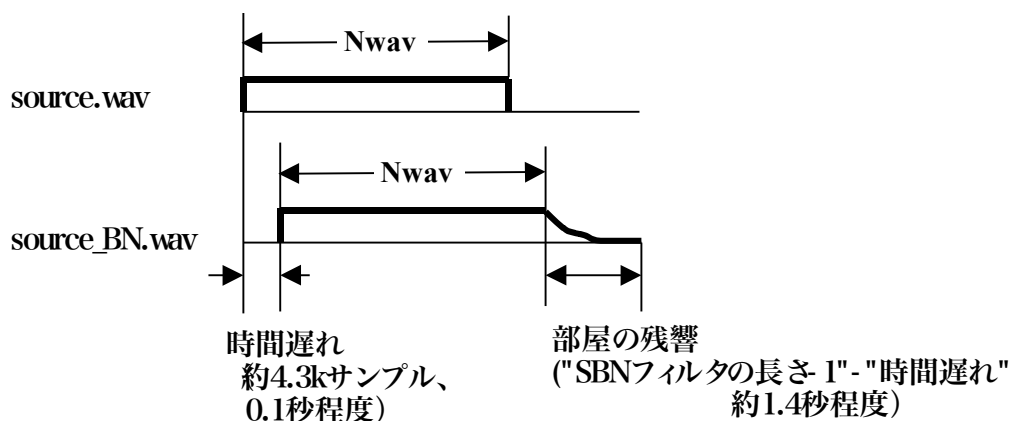 Nwav
source.wav
Nwav
source_BN.wav
時間遅れ
約4.3kサンプル、
0.1秒程度）
部屋の残響
("SBNフィルタの長さ- 1" - "時間遅れ"
約1.4秒程度）